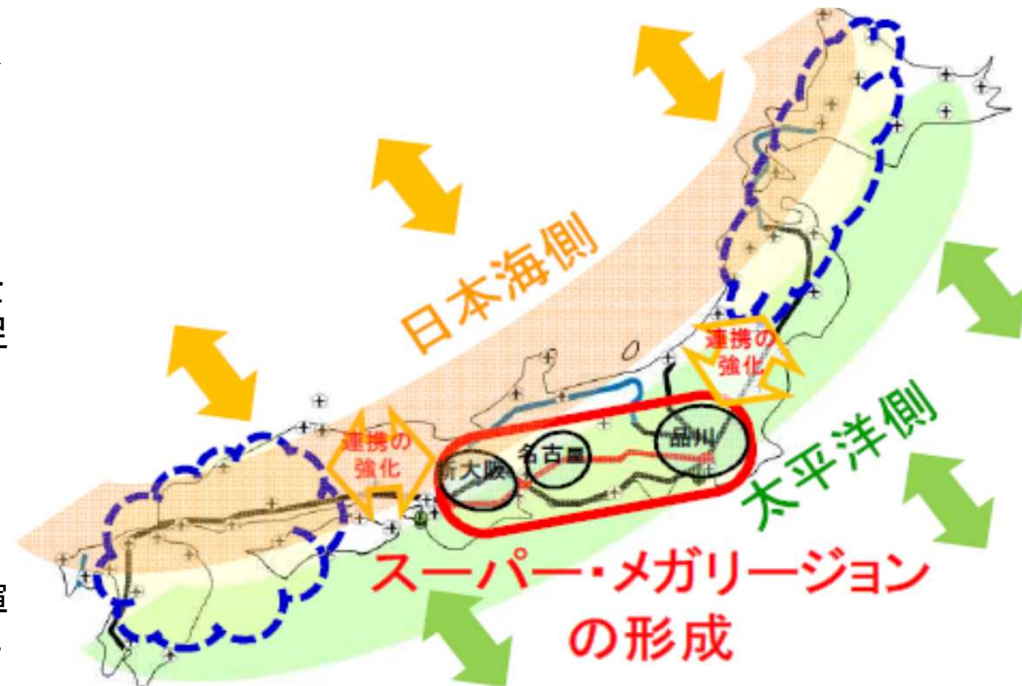 日本海側
連携の
強化
連携の
強化
新大阪
名古屋
品川
太平洋側
スーパー・メガリージョン
の形成